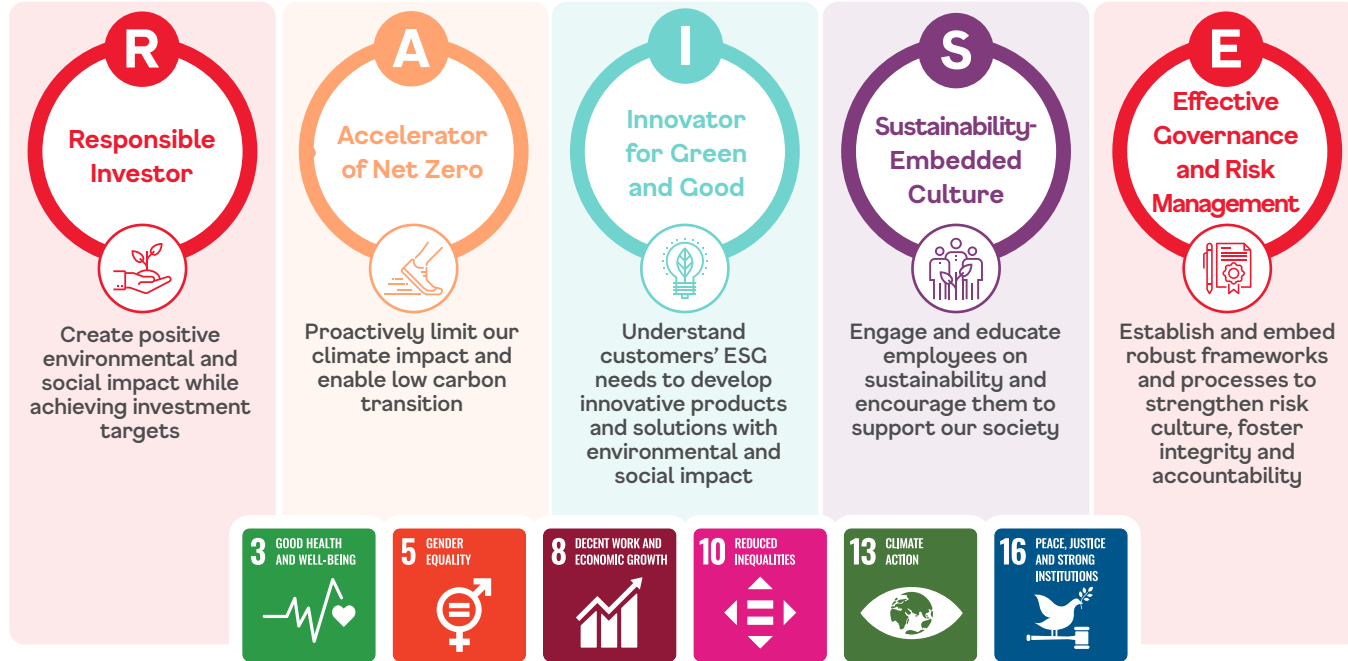 R
Responsible
Investor
Create positive
environmental and
social impact while
achieving investment
targets
A
Accelerator
of Net Zero
Proactively limit our
climate impact and
enable low carbon
transition
I
Innovator
for Green
and Good
Understand
customers’ ESG
needs to develop
innovative products
and solutions with
environmental and
social impact
S
Sustainability-
Embedded
Culture
Engage and educate
employees on
sustainability and
encourage them to
support our society
E
Effective
Governance
and Risk
Management
Establish and embed
robust frameworks
and processes to
strengthen risk
culture, foster
integrity and
accountability
3 GOOD HEALTH
AND WELL-BEING
5 GENDER
EQUALITY
8 DECENT WORK AND
ECONOMIC GROWTH
10 REDUCED
INEQUALITIES
13 CLIMATE
ACTION
16 PEACE, JUSTICE
AND STRONG
INSTITUTIONS